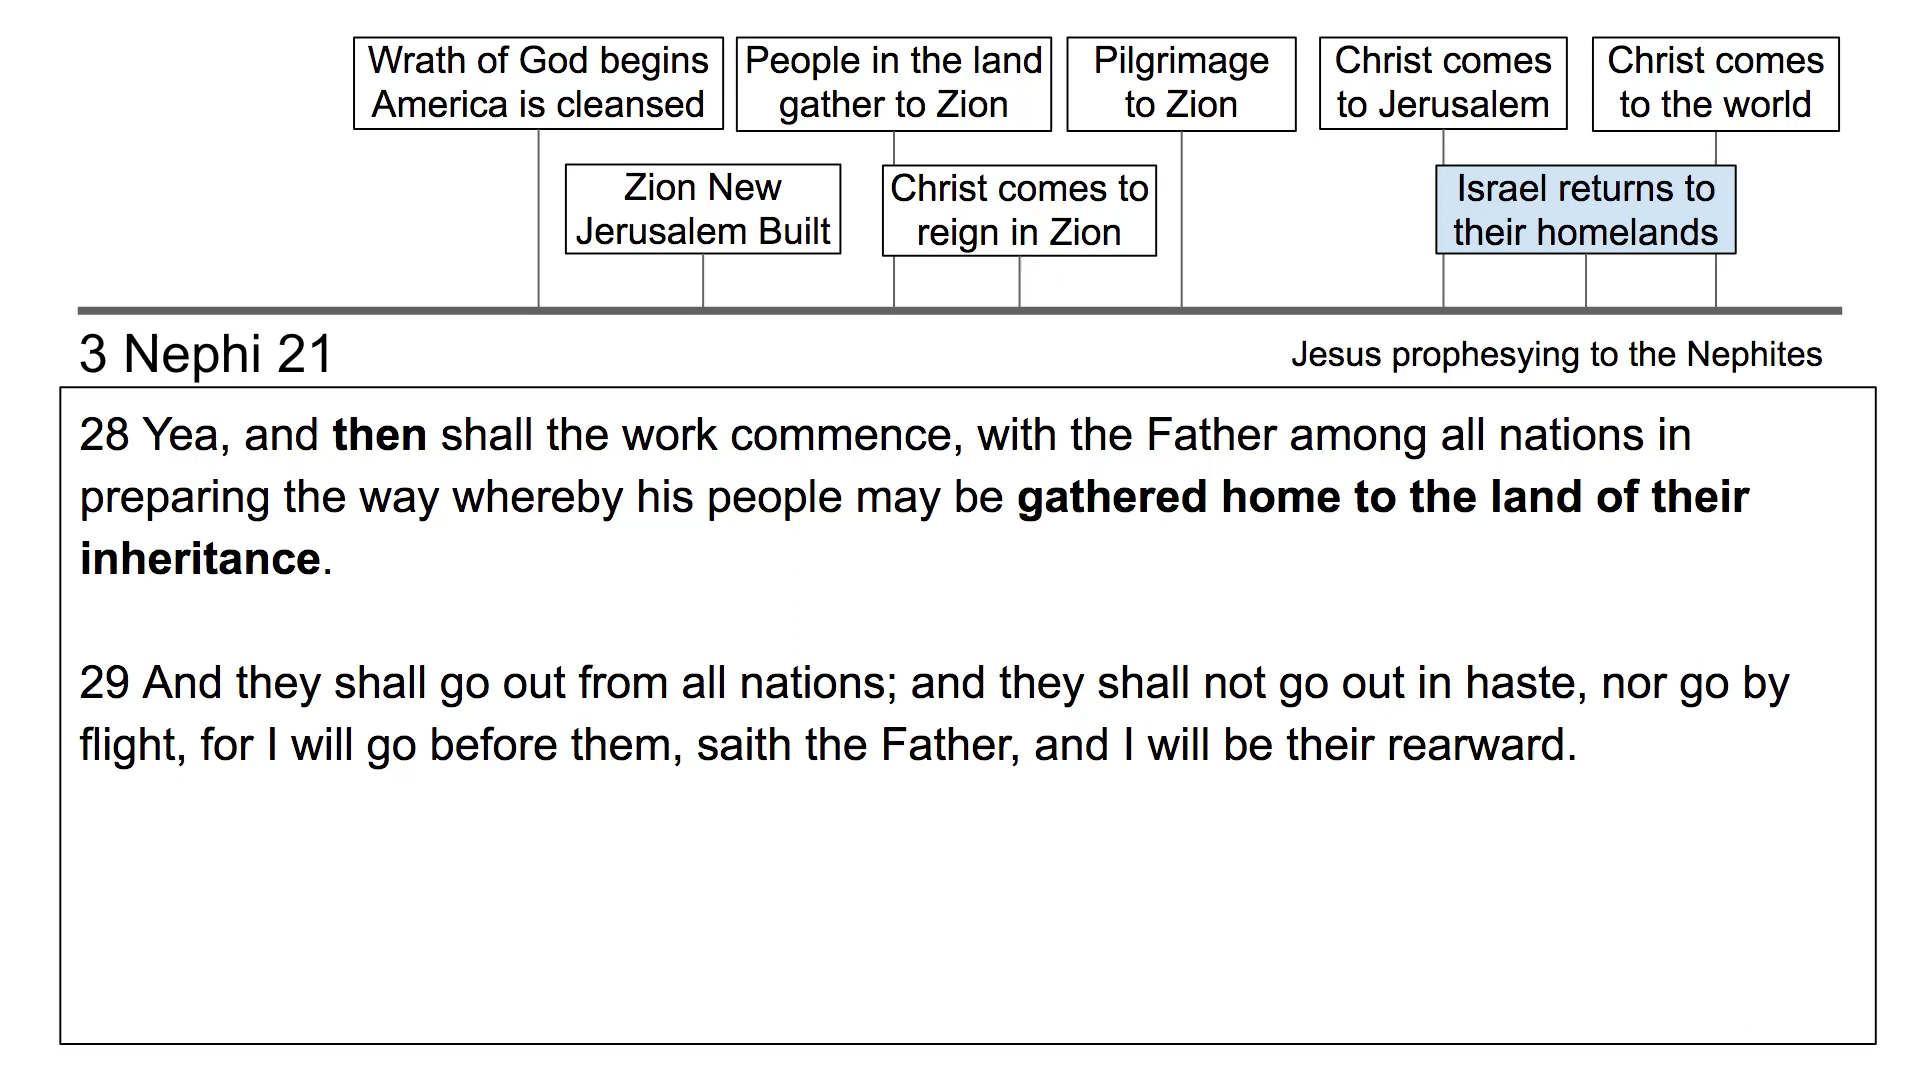 Wrath of God begins
America is cleansed
People in the land
gather to Zion
Pilgrimage
to Zion
Christ comes
to Jerusalem
Christ comes
to the world
Zion New
Jerusalem Built
Christ comes to
reign in Zion
Israel returns to
their homelands
3 Nephi 21
Jesus prophesying to the Nephites
28 Yea, and then shall the work commence, with the Father among all nations in
preparing the way whereby his people may be gathered home to the land of their
inheritance.
29 And they shall go out from all nations; and they shall not go out in haste, nor go by
flight, for I will go before them, saith the Father, and I will be their rearward.